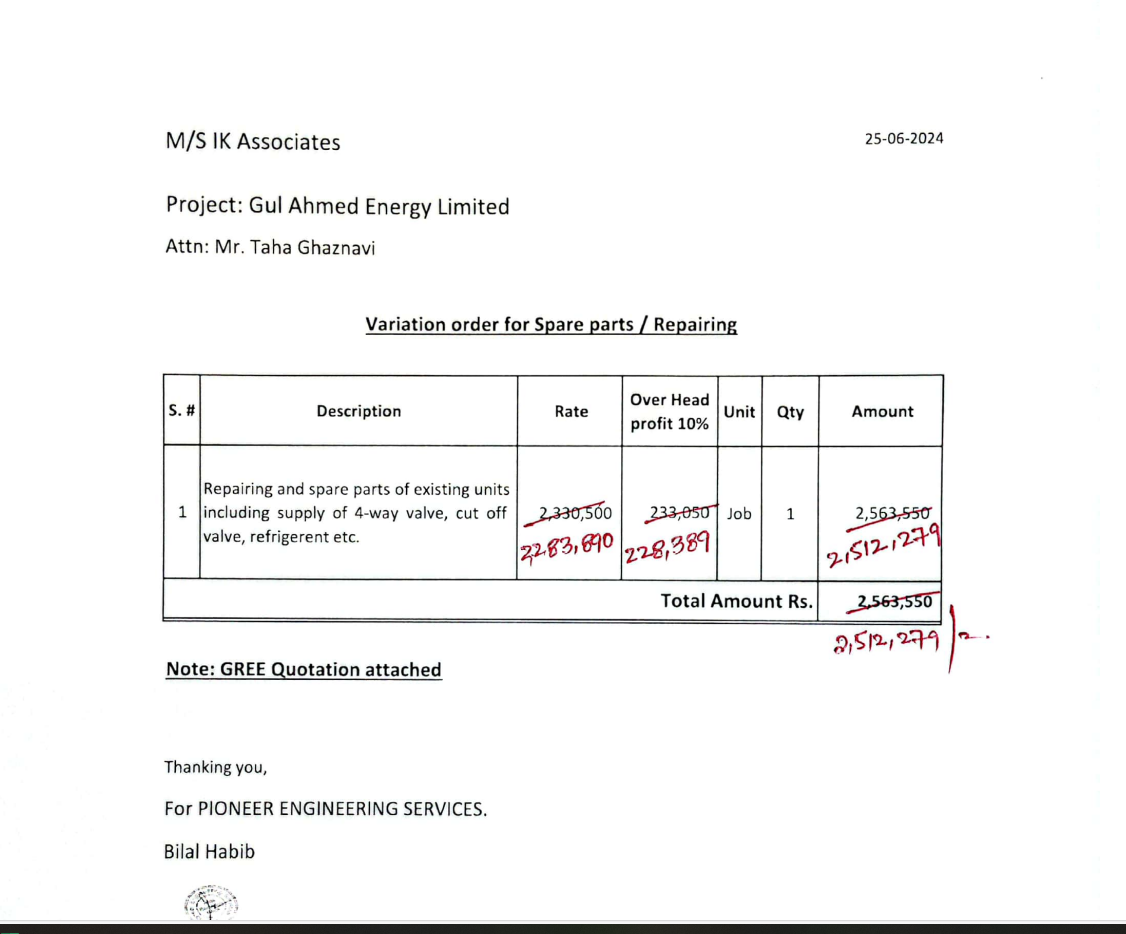 M/S IK Associates 25-06-2024
Project: Gul Ahmed Energy Limited
Attn: Mr. Taha Ghaznavi
Variation order for Spare parts / Repairing
S. # Description Rate Over Head profit 10% Unit Qty Amount
Repairing and spare parts of existing units
1 including supply of 4-way valve, cut off 2,330,500 233,050 Job 1 2,563,550
valve, refrigerent etc. 2283,890 228,389 2,512,279
Total Amount Rs. 2,563,550
2,512,279
Note: GREE Quotation attached
Thanking you,
For PIONEER ENGINEERING SERVICES.
Bilal Habib